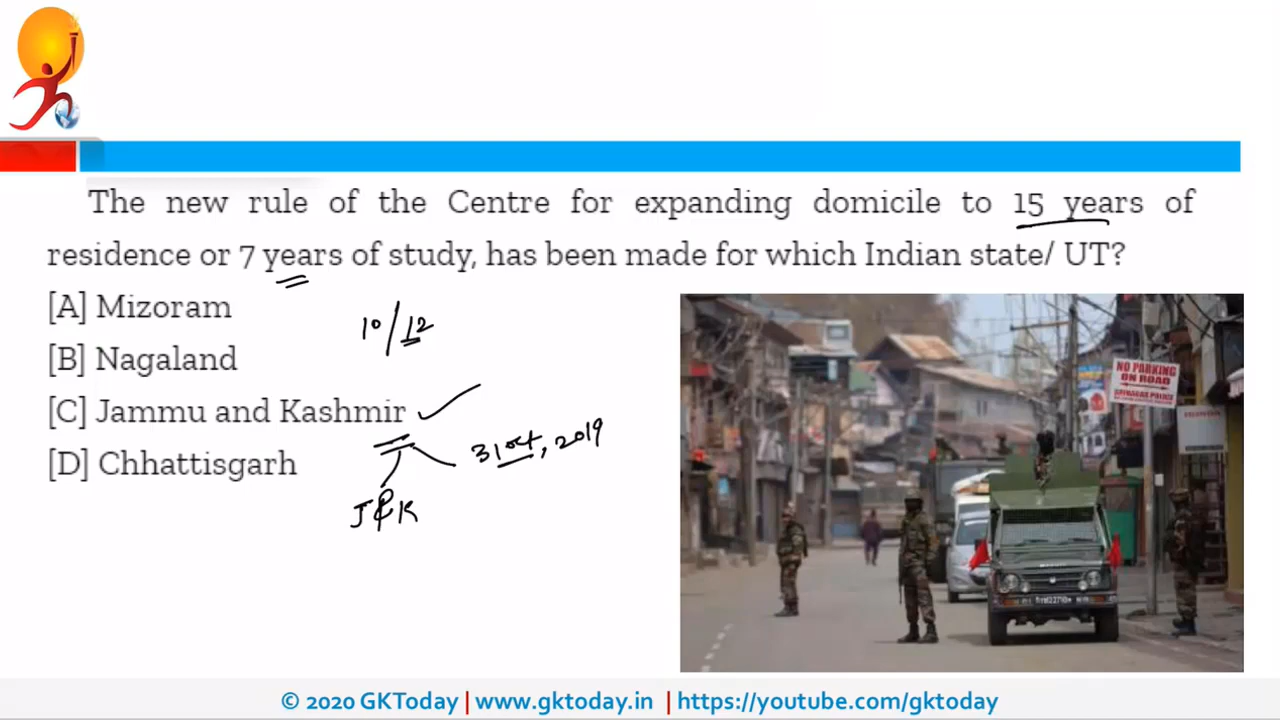 The new rule of the Centre for expanding domicile to 15 years of
residence or 7 years of study, has been made for which Indian state/ UT?
[A] Mizoram
10/12
[B] Nagaland
[C] Jammu and Kashmir
31 oct, 2019
[D] Chhattisgarh
J&K
NO PARKING
ON ROAD
© 2020 GKToday | www.gktoday.in | https://youtube.com/gktoday